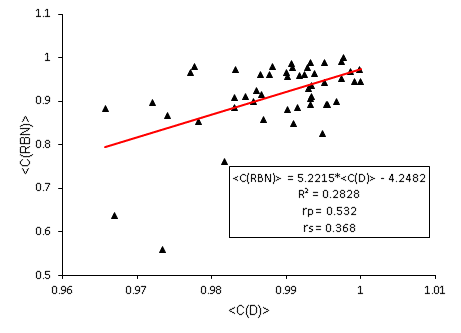 1.1
1
0.9
0.8
0.7
0.6
0.5
<C(RBN)>
<C(RBN)> = 5.2215*<C(D)> - 4.2482
R² = 0.2828
rp = 0.532
rs = 0.368
0.96 0.97 0.98 0.99 1 1.01
<C(D)>